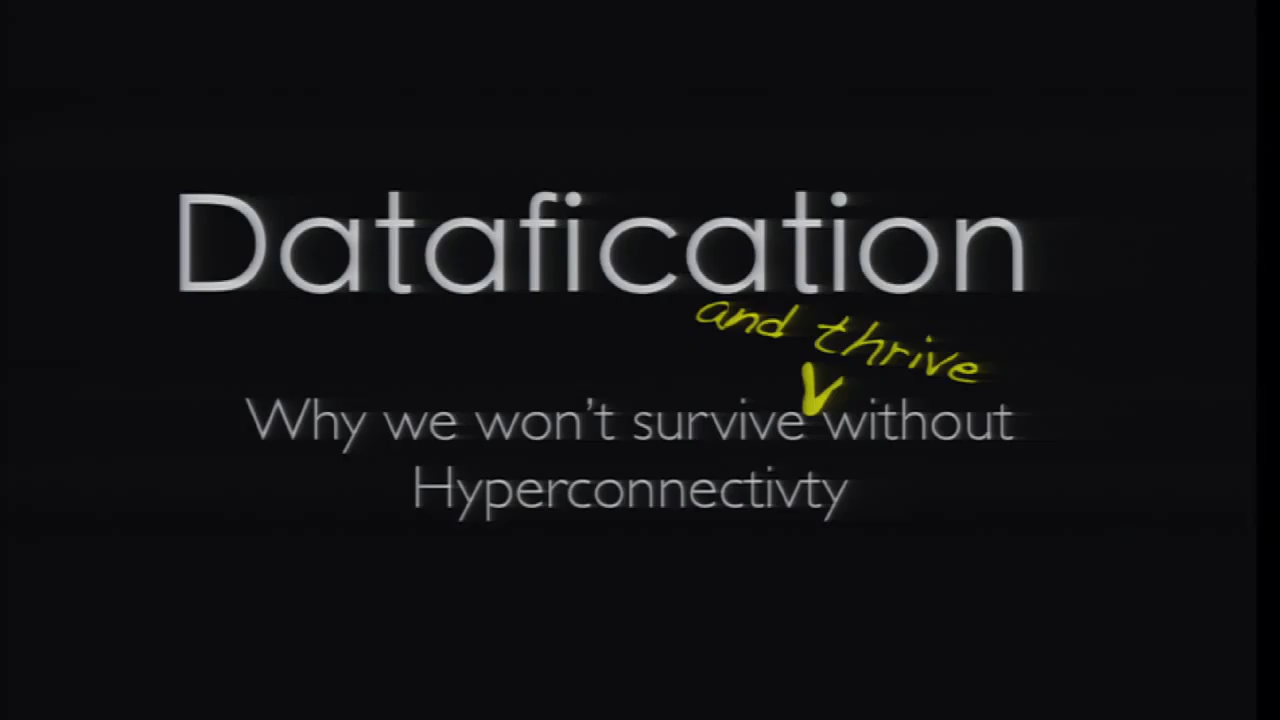 Datafication
and thrive
Why we won't survive without
Hyperconnectivty